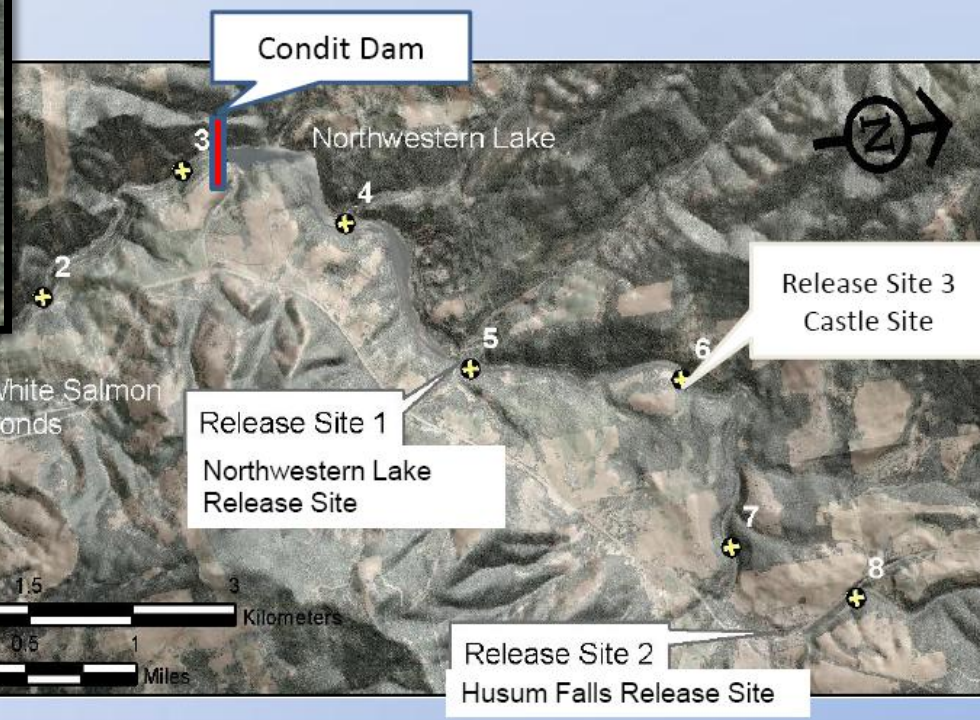 Condit Dam
3
Northwestern Lake
N
4
2
Release Site 3
Castle Site
5
6
White Salmon
onds
Release Site 1
Northwestern Lake
Release Site
7
8
1.5 3
Kilometers
0.5 1
Miles
Release Site 2
Husum Falls Release Site